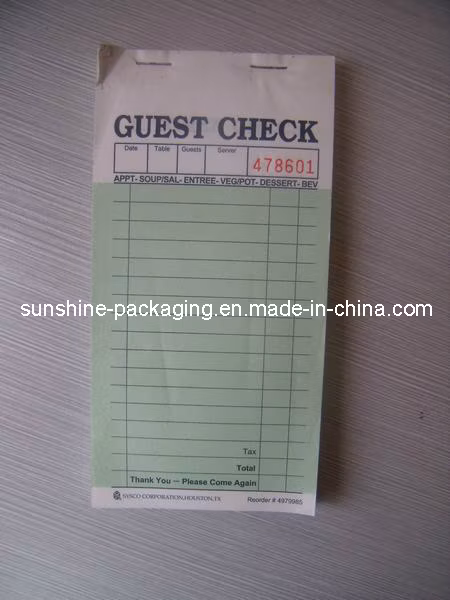 GUEST CHECK
Date Table Guests Server
478601
APPT- SOUP/SAL- ENTREE- VEG/POT- DESSERT- BEV
sunshine-packaging.en.made-in-china.com
Tax
Total
Thank You — Please Come Again
SYSCO CORPORATION,HOUSTON,TX Reorder # 4979985